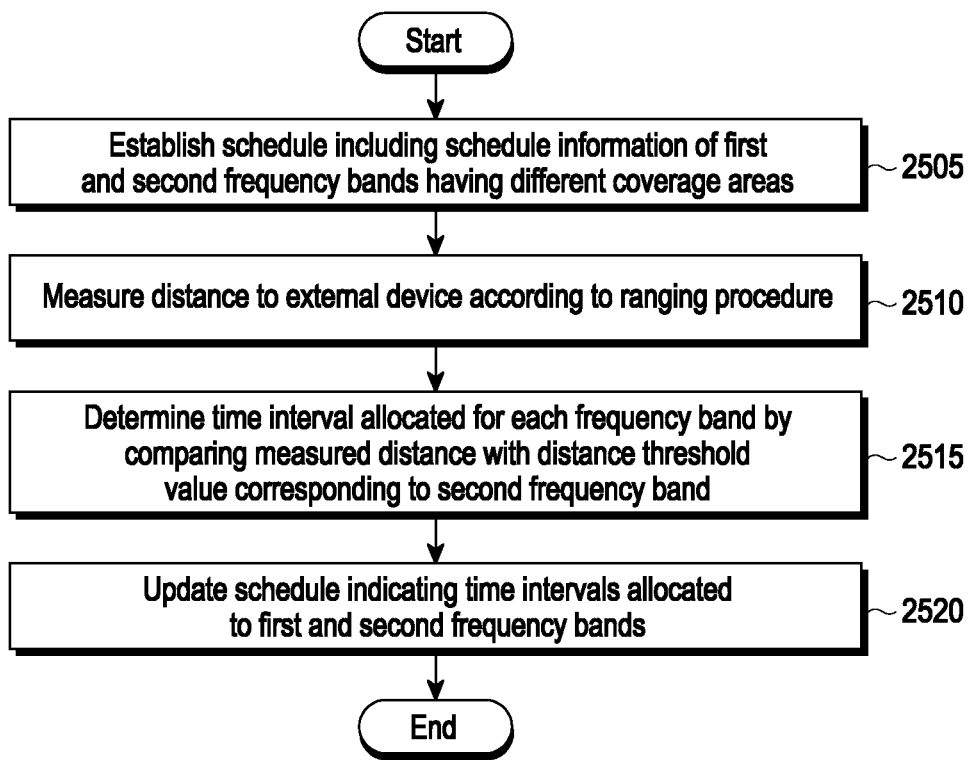 Start
Establish schedule including schedule information of first
and second frequency bands having different coverage areas
2505
Measure distance to external device according to ranging procedure
2510
Determine time interval allocated for each frequency band by
comparing measured distance with distance threshold
value corresponding to second frequency band
2515
Update schedule indicating time intervals allocated
to first and second frequency bands
2520
End